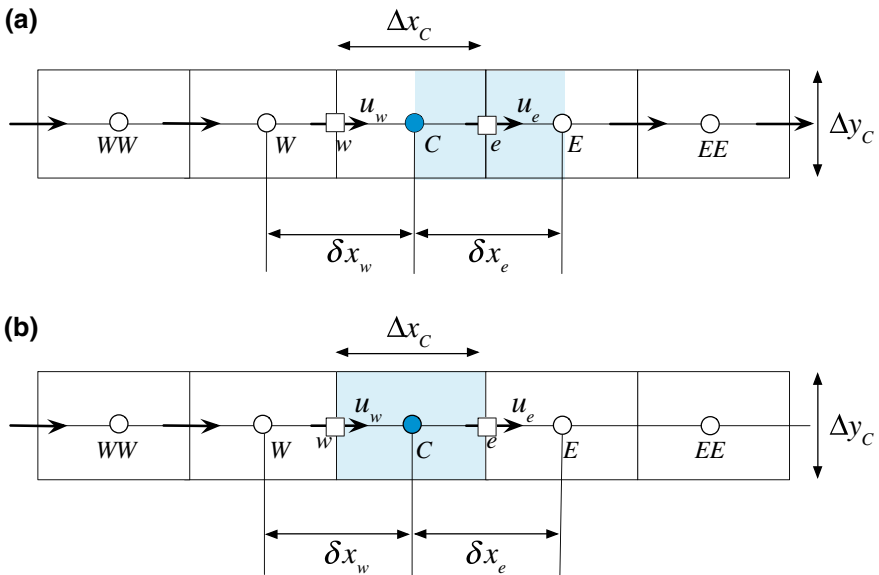 (a)
Δx_C
u_w u_e
WW W w C e E EE
Δy_C
δx_w δx_e
(b)
Δx_C
u_w u_e
WW W w C e E EE
Δy_C
δx_w δx_e